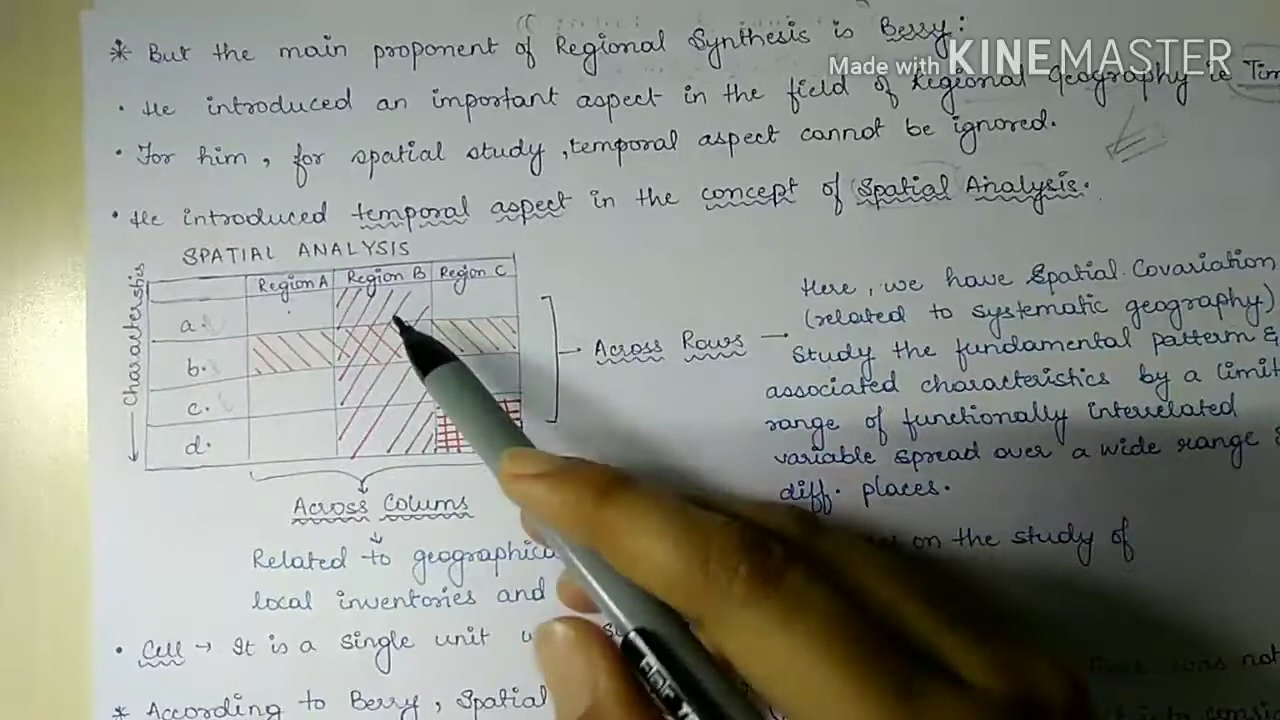 * But the main proponent of Regional Synthesis is Berry:
Made with KINEMASTER
• He introduced an important aspect in the field of regional geography ie Tim
• For him, for spatial study, temporal aspect cannot be ignored.
• He introduced temporal aspect in the concept of Spatial Analysis.
SPATIAL ANALYSIS
Charaterstis
Region A Region B Region C
a.
b.
c.
d.
Across Rows
Here, we have Spatial Covariation
(related to systematic geography)
Study the fundamental pattern &
associated characteristics by a limit
range of functionally interrelated
variable spread over a wide range
diff. places.
Across Colums
Related to geographica
local inventories and
on the study of
• Cell → It is a single unit
* According to Berry, Spatial